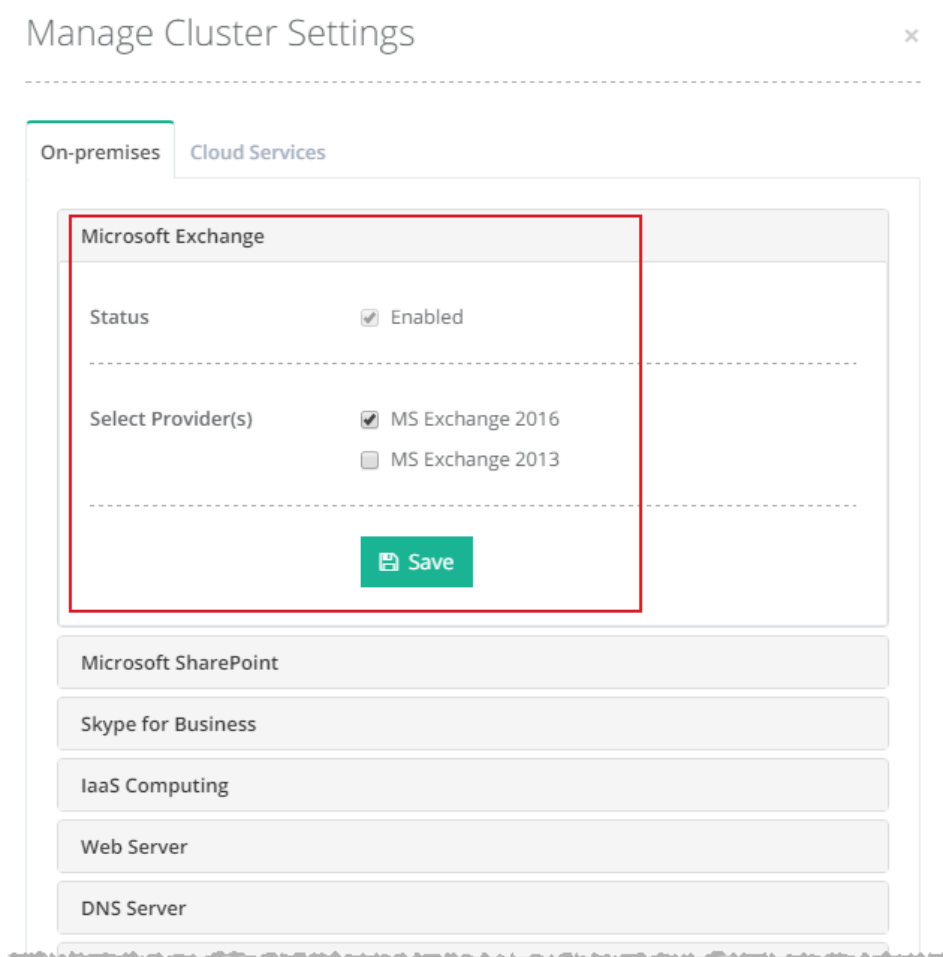 Manage Cluster Settings ×
On-premises Cloud Services
Microsoft Exchange
Status Enabled
Select Provider(s) MS Exchange 2016
MS Exchange 2013
Save
Microsoft SharePoint
Skype for Business
IaaS Computing
Web Server
DNS Server